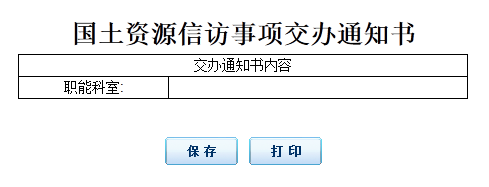 国土资源信访事项交办通知书
交办通知书内容
职能科室:
保存 打印